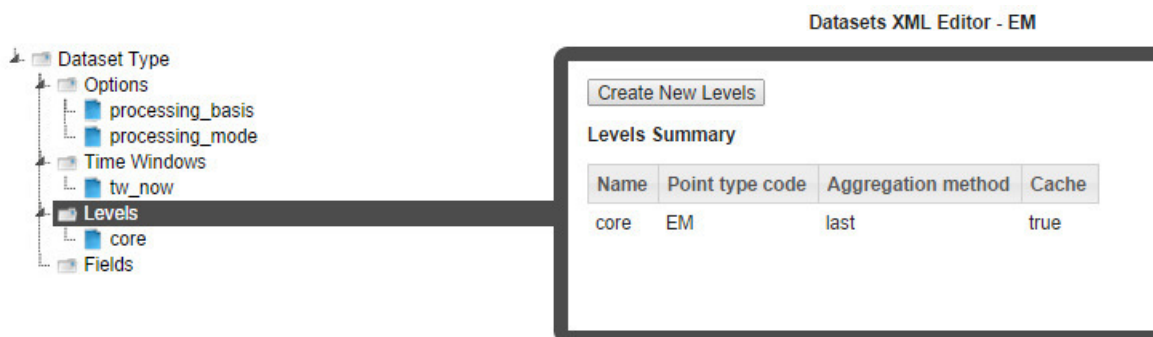 Datasets XML Editor - EM
Dataset Type
Options
processing_basis
processing_mode
Time Windows
tw_now
Levels
core
Fields
Create New Levels
Levels Summary
Name Point type code Aggregation method Cache
core EM last true